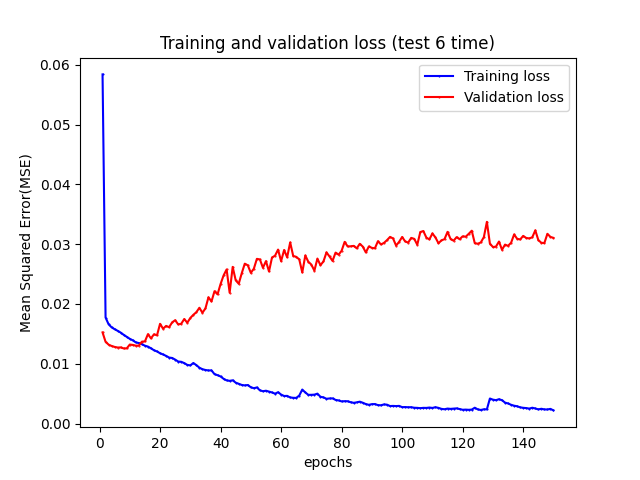 Training and validation loss (test 6 time)
Training loss
Validation loss
Mean Squared Error(MSE)
0.06
0.05
0.04
0.03
0.02
0.01
0.00
0 20 40 60 80 100 120 140
epochs